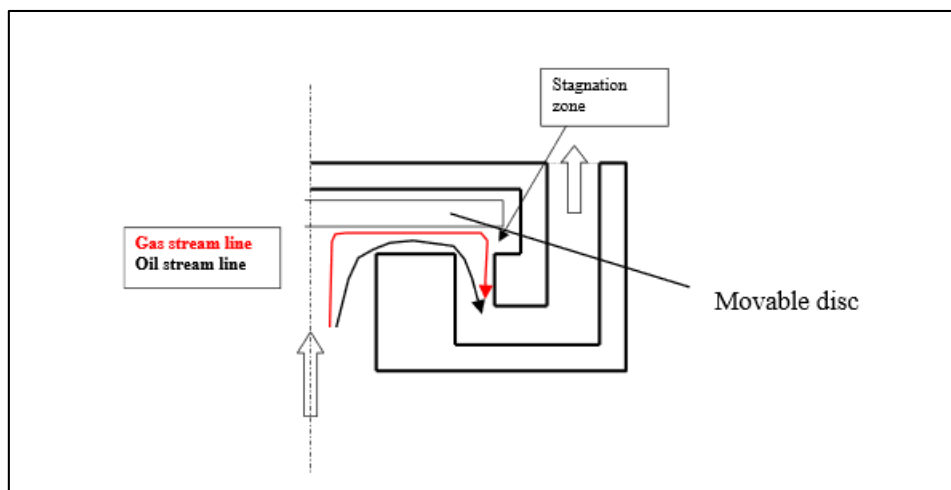 Stagnation
zone
Gas stream line
Oil stream line
Movable disc